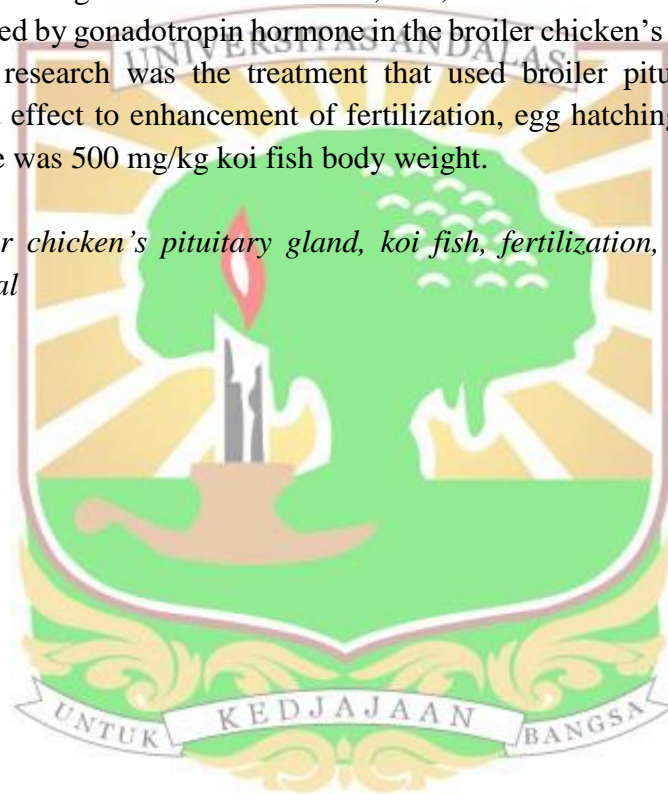 ed by gonadotropin hormone in the broiler chicken's
UNIVERSITAS ANDALAS
research was the treatment that used broiler pitu
effect to enhancement of fertilization, egg hatching
e was 500 mg/kg koi fish body weight.
r chicken's pituitary gland, koi fish, fertilization,
al
UNTUK KEDJAJAAN BANGSA